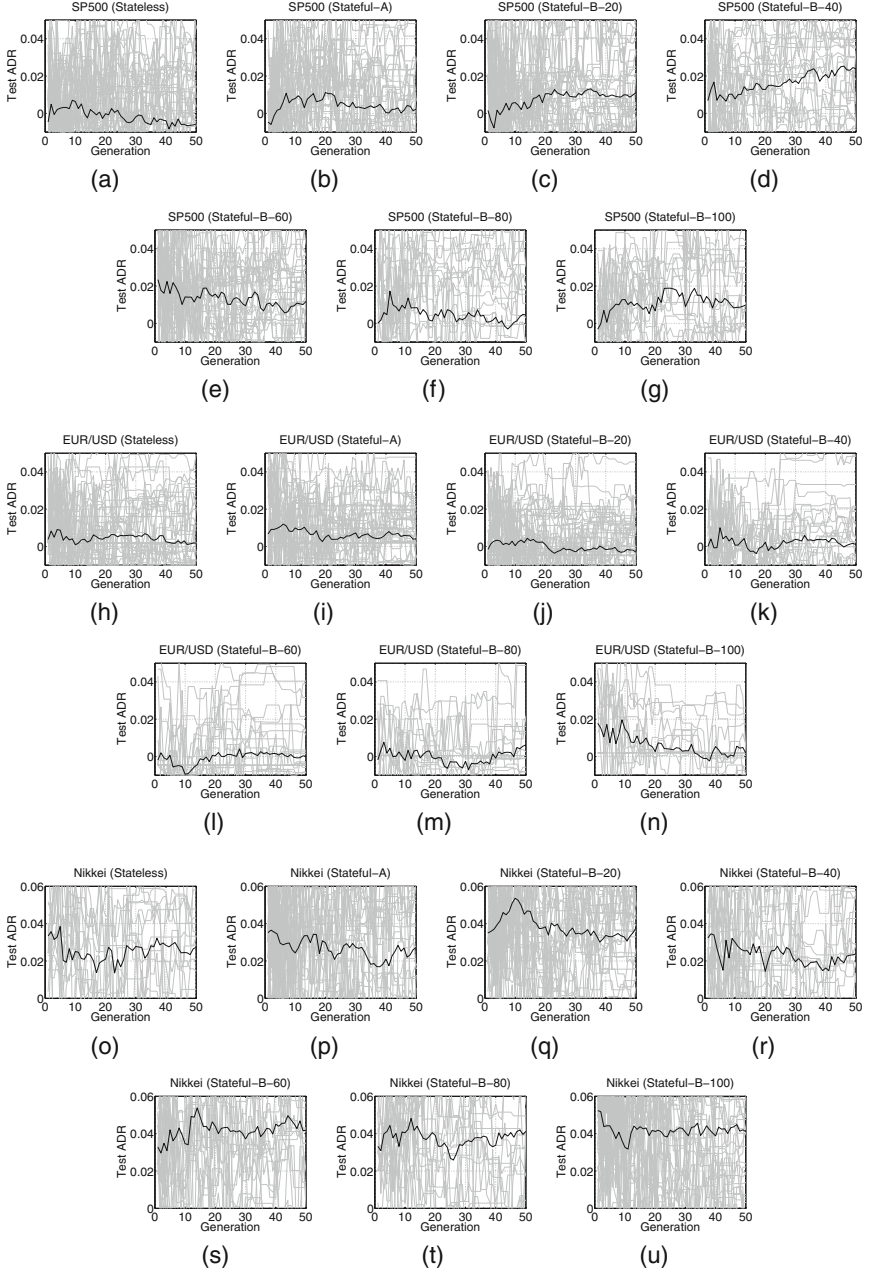 SP500 (Stateless)
SP500 (Stateful−A)
SP500 (Stateful−B−20)
SP500 (Stateful−B−40)
Test ADR
0.04
0.02
0
0 10 20 30 40 50
Generation
Test ADR
0.04
0.02
0
0 10 20 30 40 50
Generation
Test ADR
0.04
0.02
0
0 10 20 30 40 50
Generation
Test ADR
0.04
0.02
0
0 10 20 30 40 50
Generation
(a)
(b)
(c)
(d)
SP500 (Stateful−B−60)
SP500 (Stateful−B−80)
SP500 (Stateful−B−100)
Test ADR
0.04
0.02
0
0 10 20 30 40 50
Generation
Test ADR
0.04
0.02
0
0 10 20 30 40 50
Generation
Test ADR
0.04
0.02
0
0 10 20 30 40 50
Generation
(e)
(f)
(g)
EUR/USD (Stateless)
EUR/USD (Stateful−A)
EUR/USD (Stateful−B−20)
EUR/USD (Stateful−B−40)
Test ADR
0.04
0.02
0
0 10 20 30 40 50
Generation
Test ADR
0.04
0.02
0
0 10 20 30 40 50
Generation
Test ADR
0.04
0.02
0
0 10 20 30 40 50
Generation
Test ADR
0.04
0.02
0
0 10 20 30 40 50
Generation
(h)
(i)
(j)
(k)
EUR/USD (Stateful−B−60)
EUR/USD (Stateful−B−80)
EUR/USD (Stateful−B−100)
Test ADR
0.04
0.02
0
0 10 20 30 40 50
Generation
Test ADR
0.04
0.02
0
0 10 20 30 40 50
Generation
Test ADR
0.04
0.02
0
0 10 20 30 40 50
Generation
(l)
(m)
(n)
Nikkei (Stateless)
Nikkei (Stateful−A)
Nikkei (Stateful−B−20)
Nikkei (Stateful−B−40)
Test ADR
0.06
0.04
0.02
0
0 10 20 30 40 50
Generation
Test ADR
0.06
0.04
0.02
0
0 10 20 30 40 50
Generation
Test ADR
0.06
0.04
0.02
0
0 10 20 30 40 50
Generation
Test ADR
0.06
0.04
0.02
0
0 10 20 30 40 50
Generation
(o)
(p)
(q)
(r)
Nikkei (Stateful−B−60)
Nikkei (Stateful−B−80)
Nikkei (Stateful−B−100)
Test ADR
0.06
0.04
0.02
0
0 10 20 30 40 50
Generation
Test ADR
0.06
0.04
0.02
0
0 10 20 30 40 50
Generation
Test ADR
0.06
0.04
0.02
0
0 10 20 30 40 50
Generation
(s)
(t)
(u)